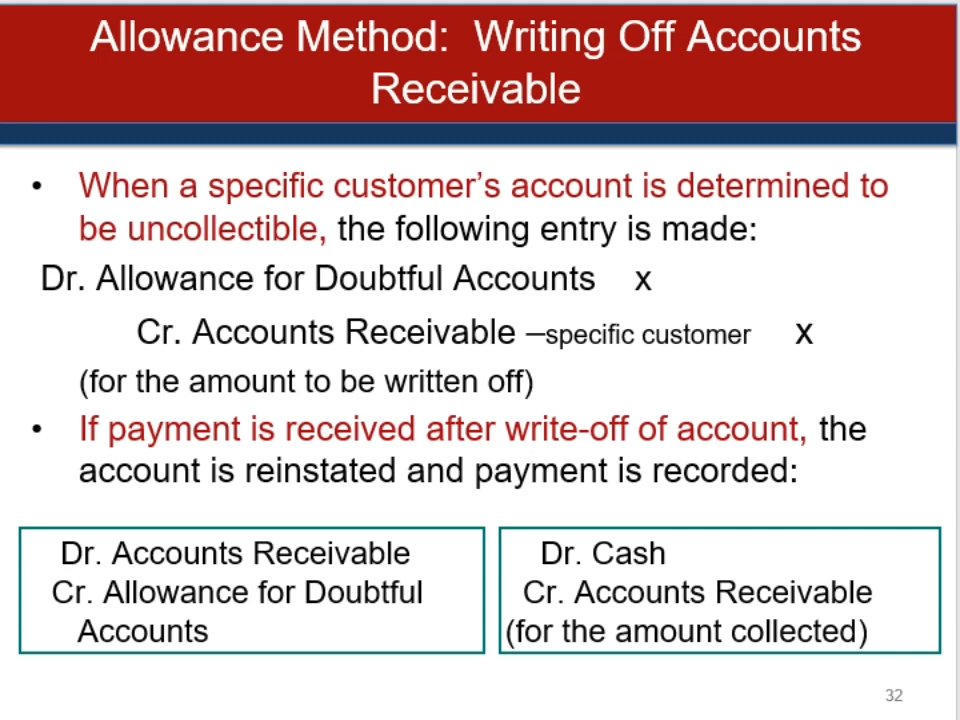 Allowance Method:  Writing Off Accounts
Receivable
• When a specific customer’s account is determined to
be uncollectible, the following entry is made:
Dr. Allowance for Doubtful Accounts x
Cr. Accounts Receivable –specific customer X
(for the amount to be written off)
• If payment is received after write-off of account, the
account is reinstated and payment is recorded:
Dr. Accounts Receivable
Cr. Allowance for Doubtful
Accounts
Dr. Cash
Cr. Accounts Receivable
(for the amount collected)
32